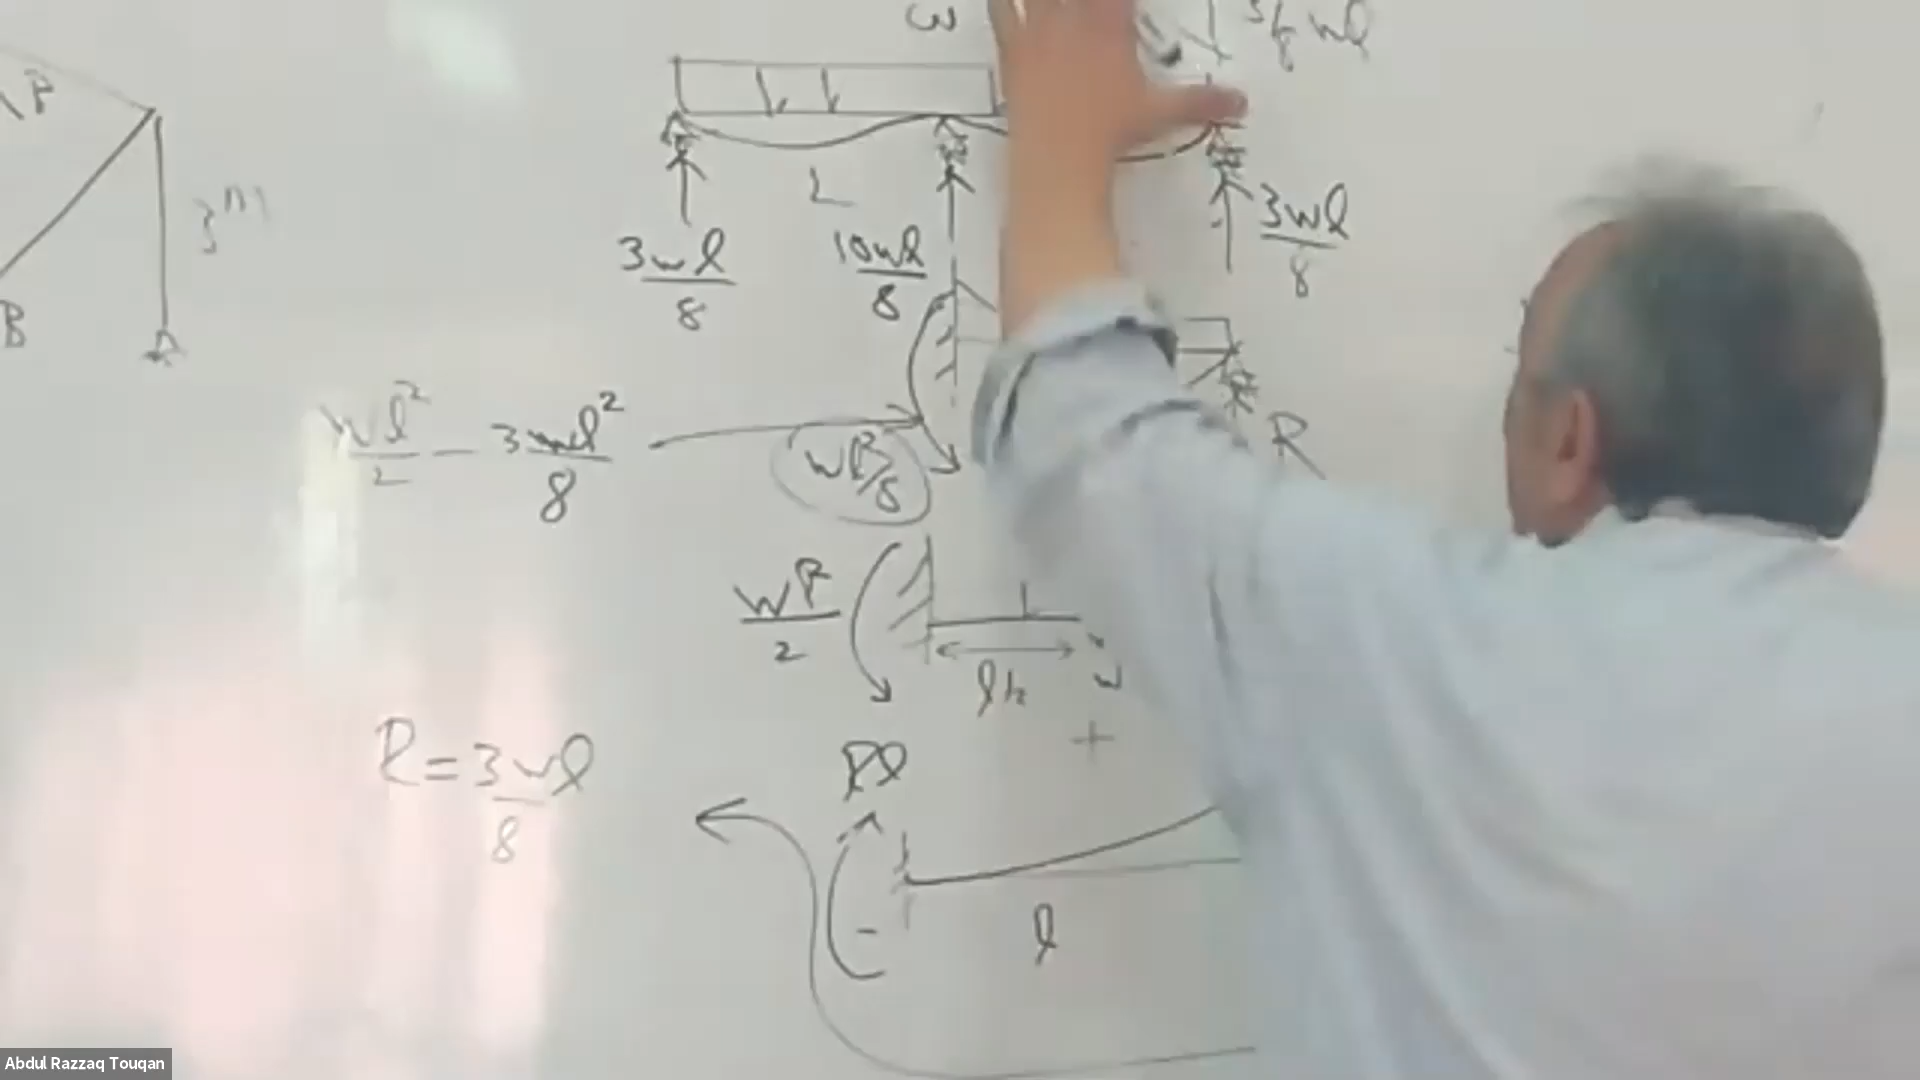 ω
5/8 wl
P
3m
B
L
3wl/8
10wl/8
3wl/8
wl²/2 - 3wl²/8
wl²/8
R
wl²/2
l/2
w
+
Rl
R = 3wl/8
-
l
Abdul Razzaq Touqan